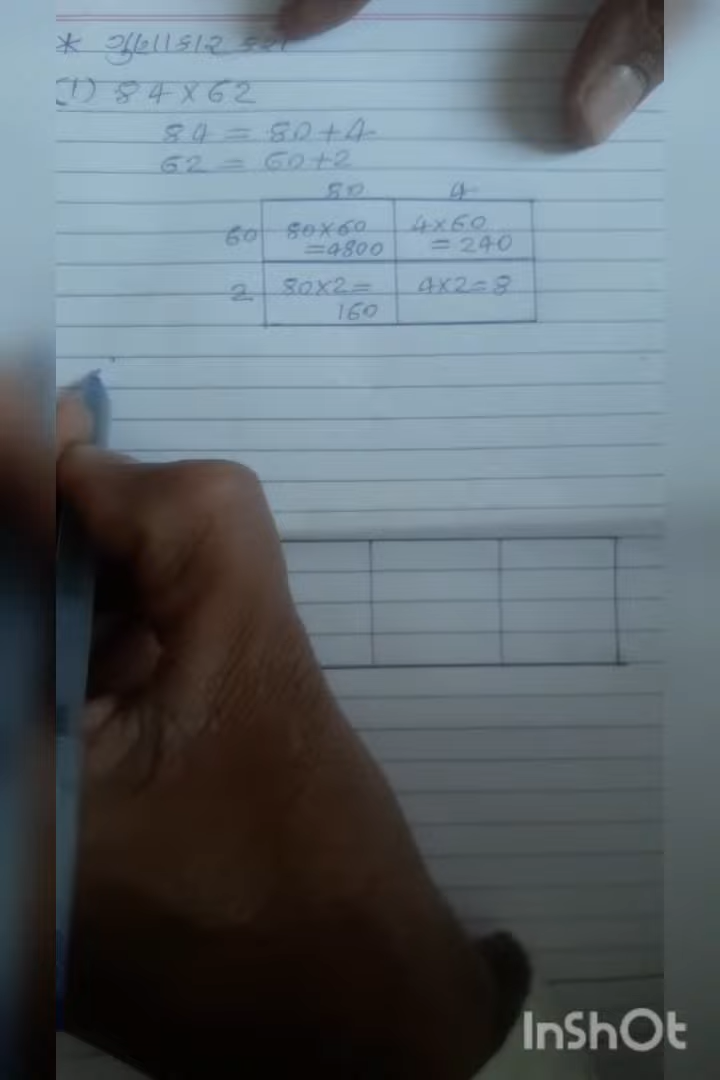 * ગુણાકાર કરો
(1) 84 x 62
84 = 80+4
62 = 60+2
80 4
60 80x60 =4800 4x60 = 240
2 80x2= 160 4x2=8
InShOt